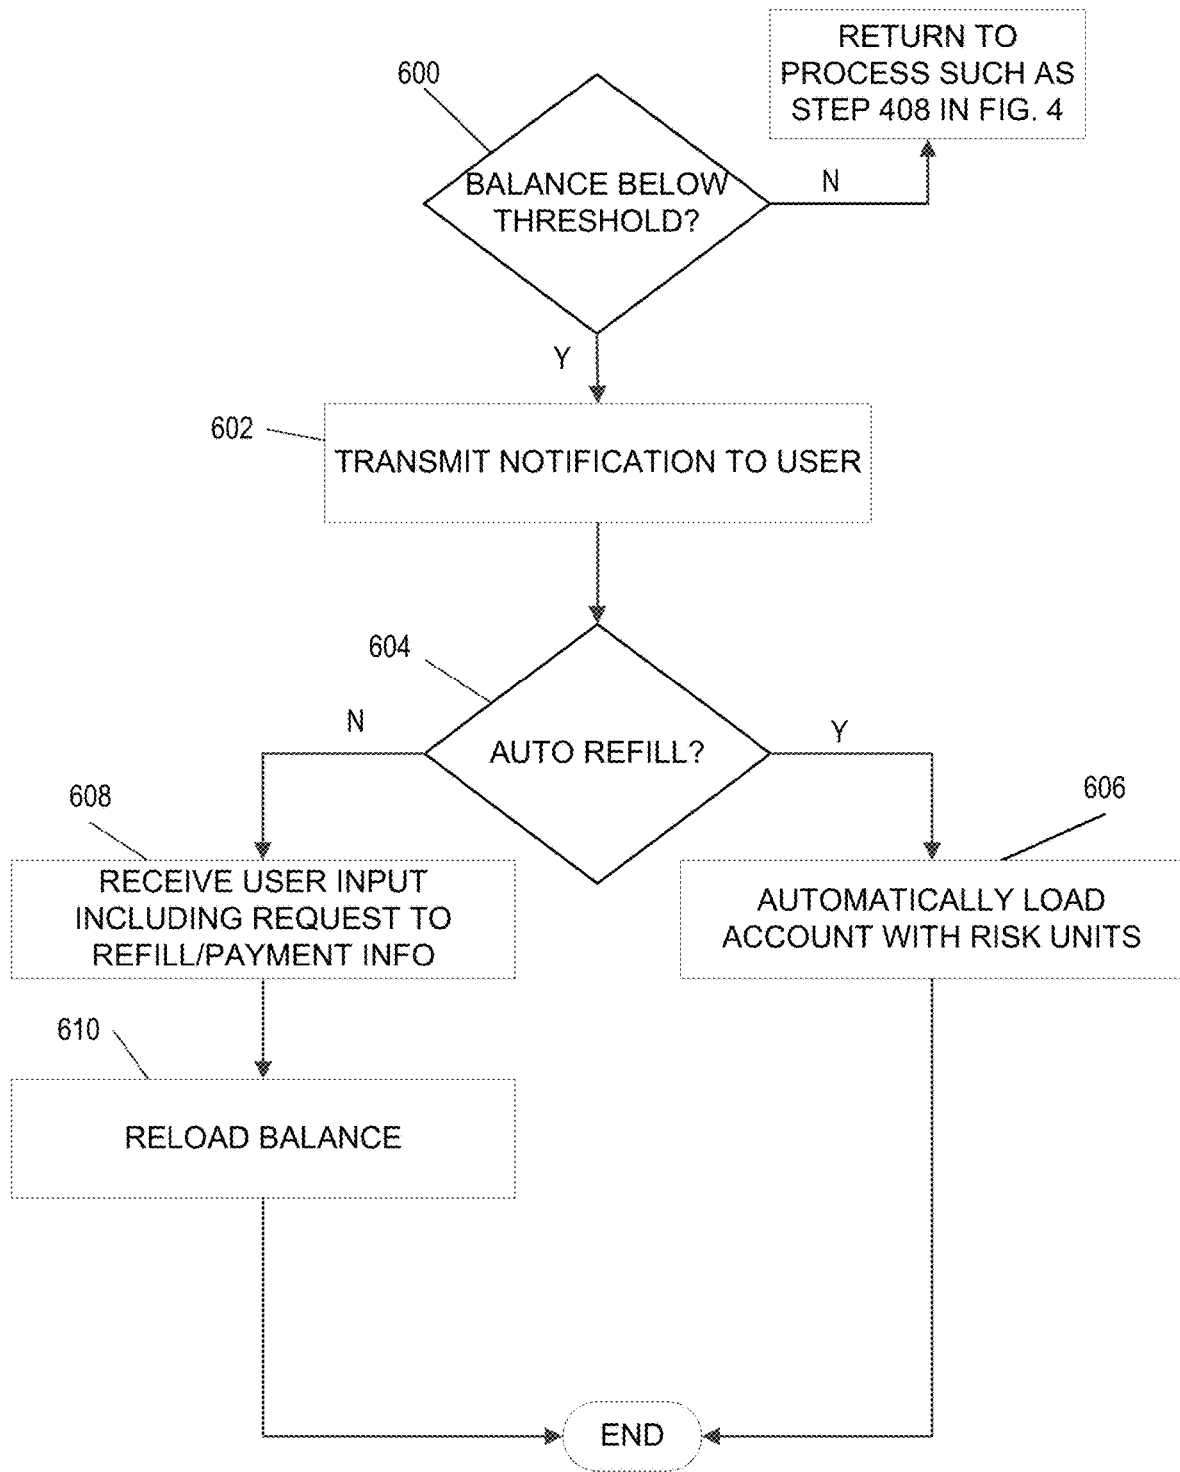 RETURN TO
PROCESS SUCH AS
STEP 408 IN FIG. 4
600
BALANCE BELOW
THRESHOLD?
N
Y
602
TRANSMIT NOTIFICATION TO USER
604
AUTO REFILL?
N
Y
608
RECEIVE USER INPUT
INCLUDING REQUEST TO
REFILL/PAYMENT INFO
606
AUTOMATICALLY LOAD
ACCOUNT WITH RISK UNITS
610
RELOAD BALANCE
END